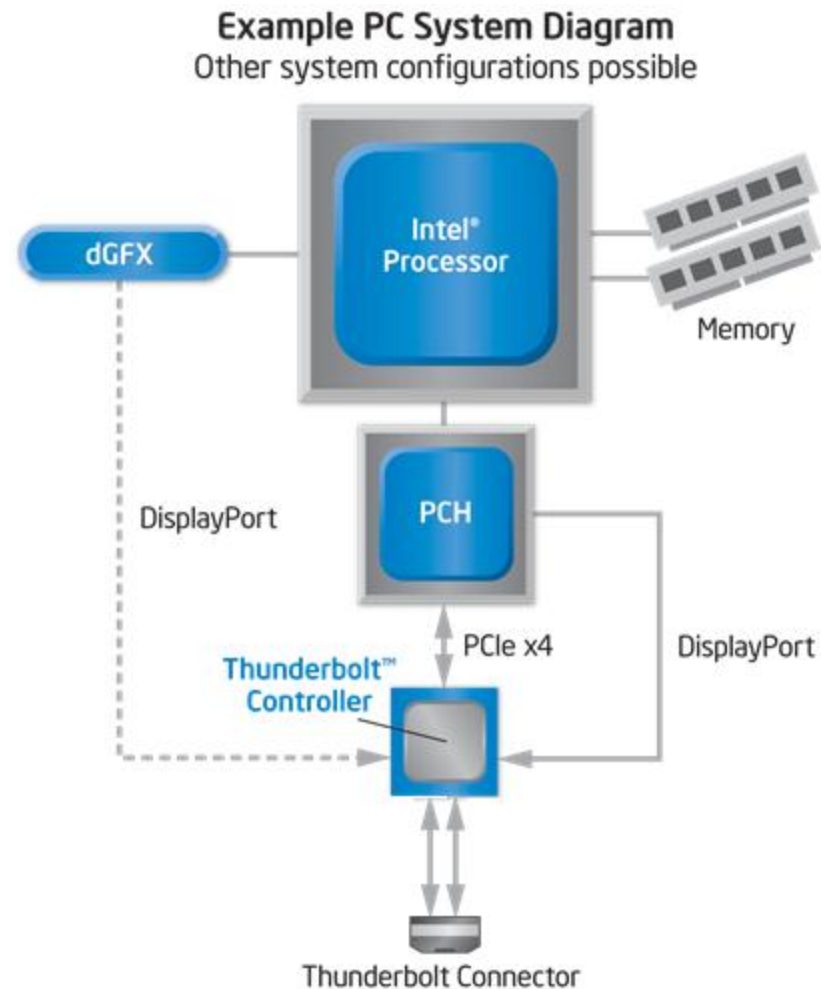 Example PC System Diagram
Other system configurations possible
dGFX
Intel®
Processor
Memory
DisplayPort
PCH
PCIe x4
DisplayPort
Thunderbolt™
Controller
Thunderbolt Connector